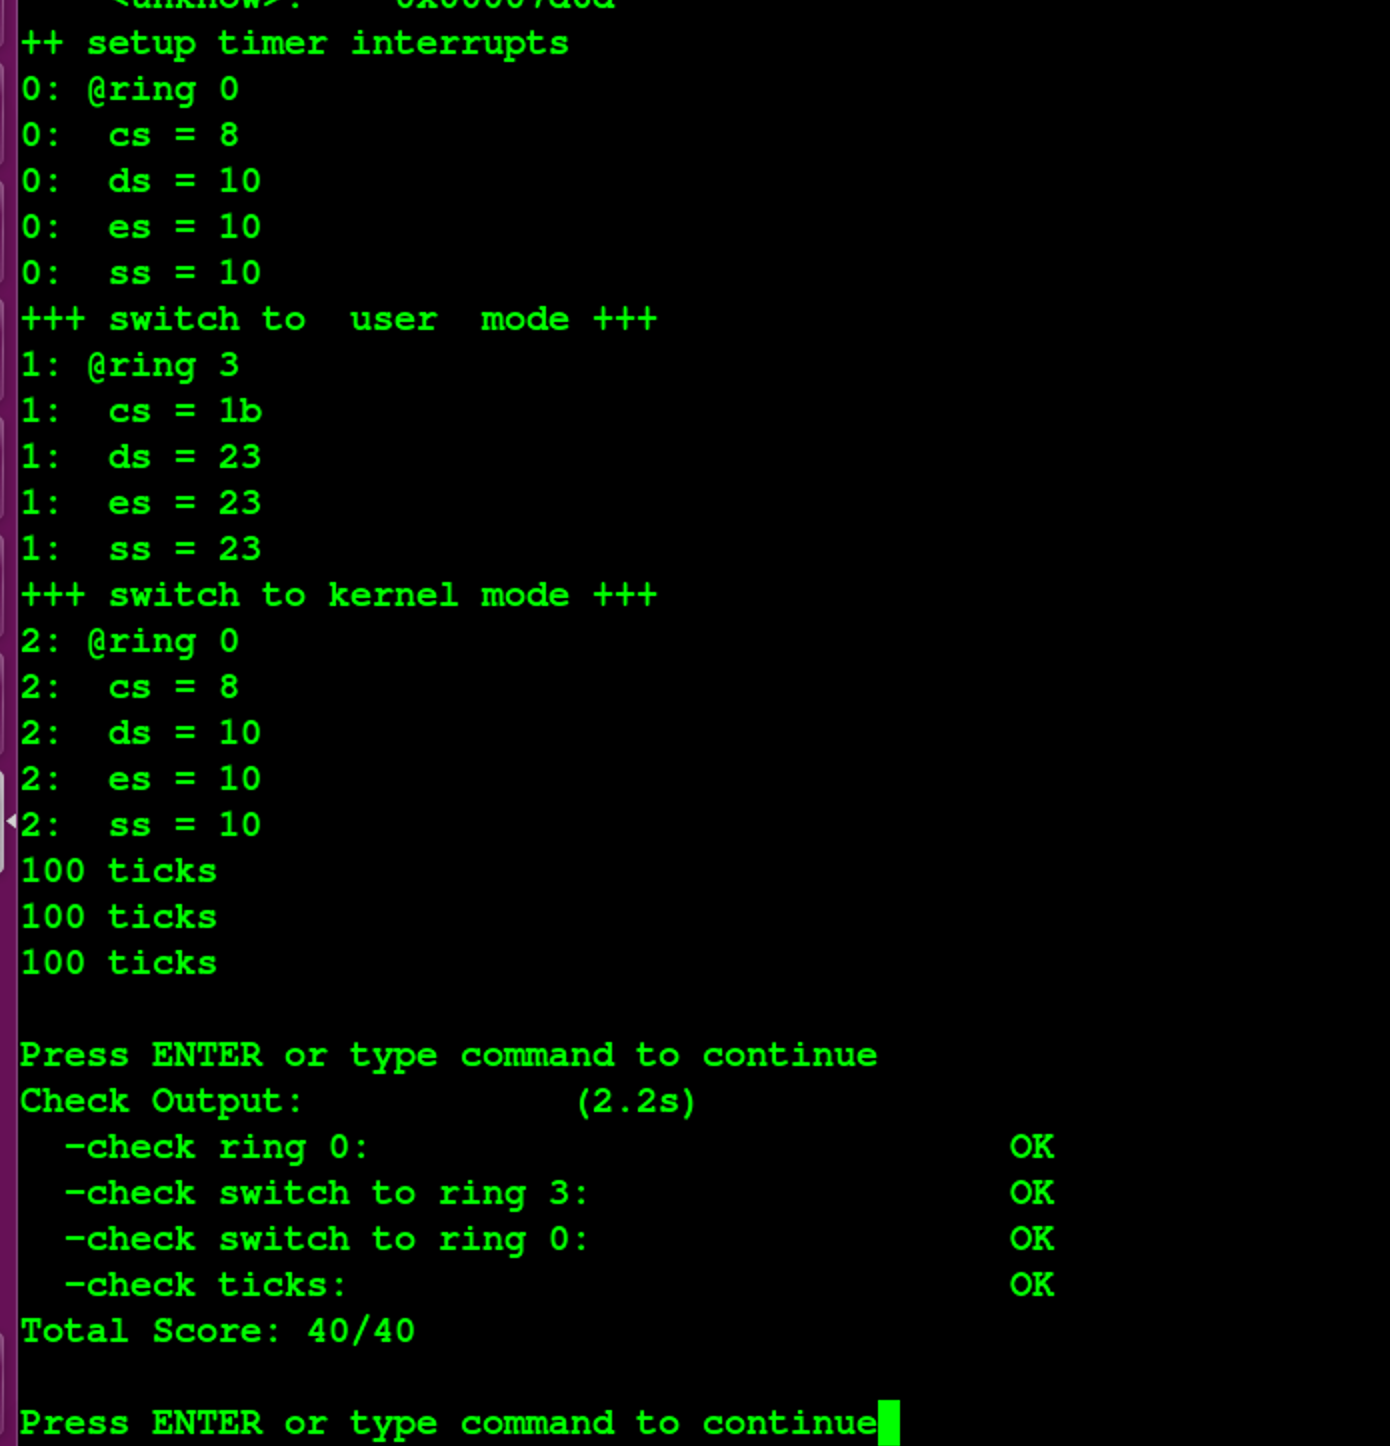 <unknow>:
++ setup timer interrupts
0: @ring 0
0:  cs = 8
0:  ds = 10
0:  es = 10
0:  ss = 10
+++ switch to  user  mode +++
1: @ring 3
1:  cs = 1b
1:  ds = 23
1:  es = 23
1:  ss = 23
+++ switch to kernel mode +++
2: @ring 0
2:  cs = 8
2:  ds = 10
2:  es = 10
2:  ss = 10
100 ticks
100 ticks
100 ticks
Press ENTER or type command to continue
Check Output:            (2.2s)
  -check ring 0:                             OK
  -check switch to ring 3:                   OK
  -check switch to ring 0:                   OK
  -check ticks:                              OK
Total Score: 40/40
Press ENTER or type command to continue